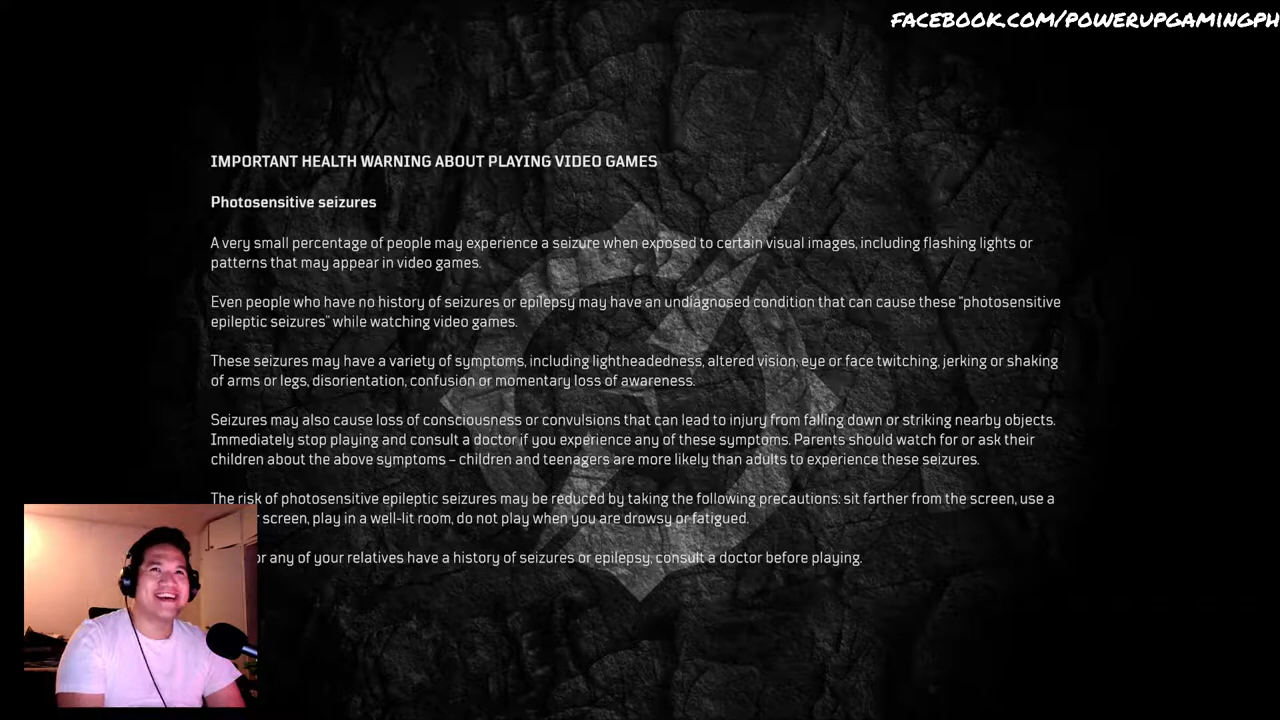 FACEBOOK.COM/POWERUPGAMINGPH
IMPORTANT HEALTH WARNING ABOUT PLAYING VIDEO GAMES
Photosensitive seizures
A very small percentage of people may experience a seizure when exposed to certain visual images, including flashing lights or
patterns that may appear in video games.
Even people who have no history of seizures or epilepsy may have an undiagnosed condition that can cause these “photosensitive
epileptic seizures” while watching video games.
These seizures may have a variety of symptoms, including lightheadedness, altered vision, eye or face twitching, jerking or shaking
of arms or legs, disorientation, confusion or momentary loss of awareness.
Seizures may also cause loss of consciousness or convulsions that can lead to injury from falling down or striking nearby objects.
Immediately stop playing and consult a doctor if you experience any of these symptoms. Parents should watch for or ask their
children about the above symptoms – children and teenagers are more likely than adults to experience these seizures.
The risk of photosensitive epileptic seizures may be reduced by taking the following precautions: sit farther from the screen, use a
screen, play in a well-lit room, do not play when you are drowsy or fatigued.
or any of your relatives have a history of seizures or epilepsy, consult a doctor before playing.